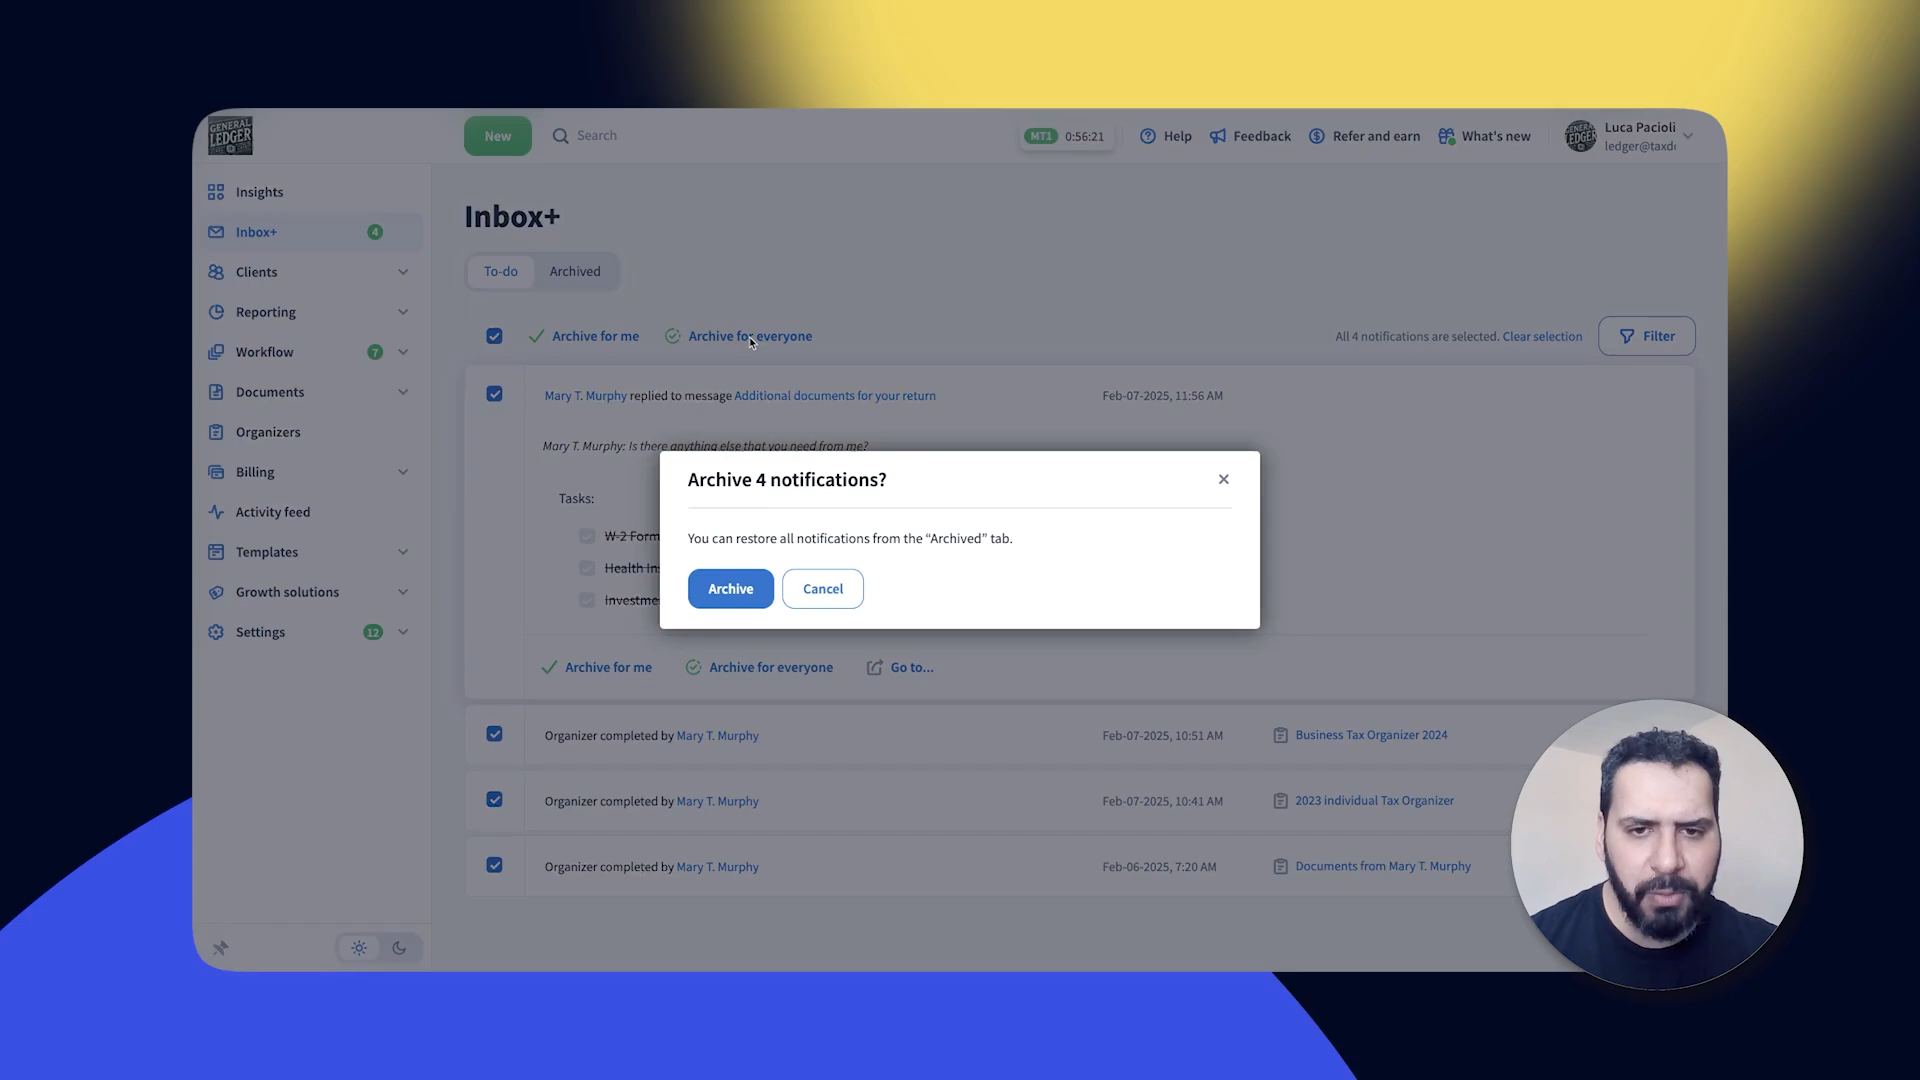 GENERAL
LEDGER
New
Search
MT1 0:56:21
Help
Feedback
Refer and earn
What's new
Luca Pacioli
ledger@taxd
Insights
Inbox+ 4
Clients
Reporting
Workflow 7
Documents
Organizers
Billing
Activity feed
Templates
Growth solutions
Settings 12
Inbox+
To-do
Archived
Archive for me
Archive for everyone
All 4 notifications are selected. Clear selection
Filter
Mary T. Murphy replied to message Additional documents for your return
Feb-07-2025, 11:56 AM
Mary T. Murphy: Is there anything else that you need from me?
Tasks:
W-2 Form
Health Ins
Investme
Archive 4 notifications?
You can restore all notifications from the “Archived” tab.
Archive
Cancel
Archive for me
Archive for everyone
Go to...
Organizer completed by Mary T. Murphy
Feb-07-2025, 10:51 AM
Business Tax Organizer 2024
Organizer completed by Mary T. Murphy
Feb-07-2025, 10:41 AM
2023 individual Tax Organizer
Organizer completed by Mary T. Murphy
Feb-06-2025, 7:20 AM
Documents from Mary T. Murphy